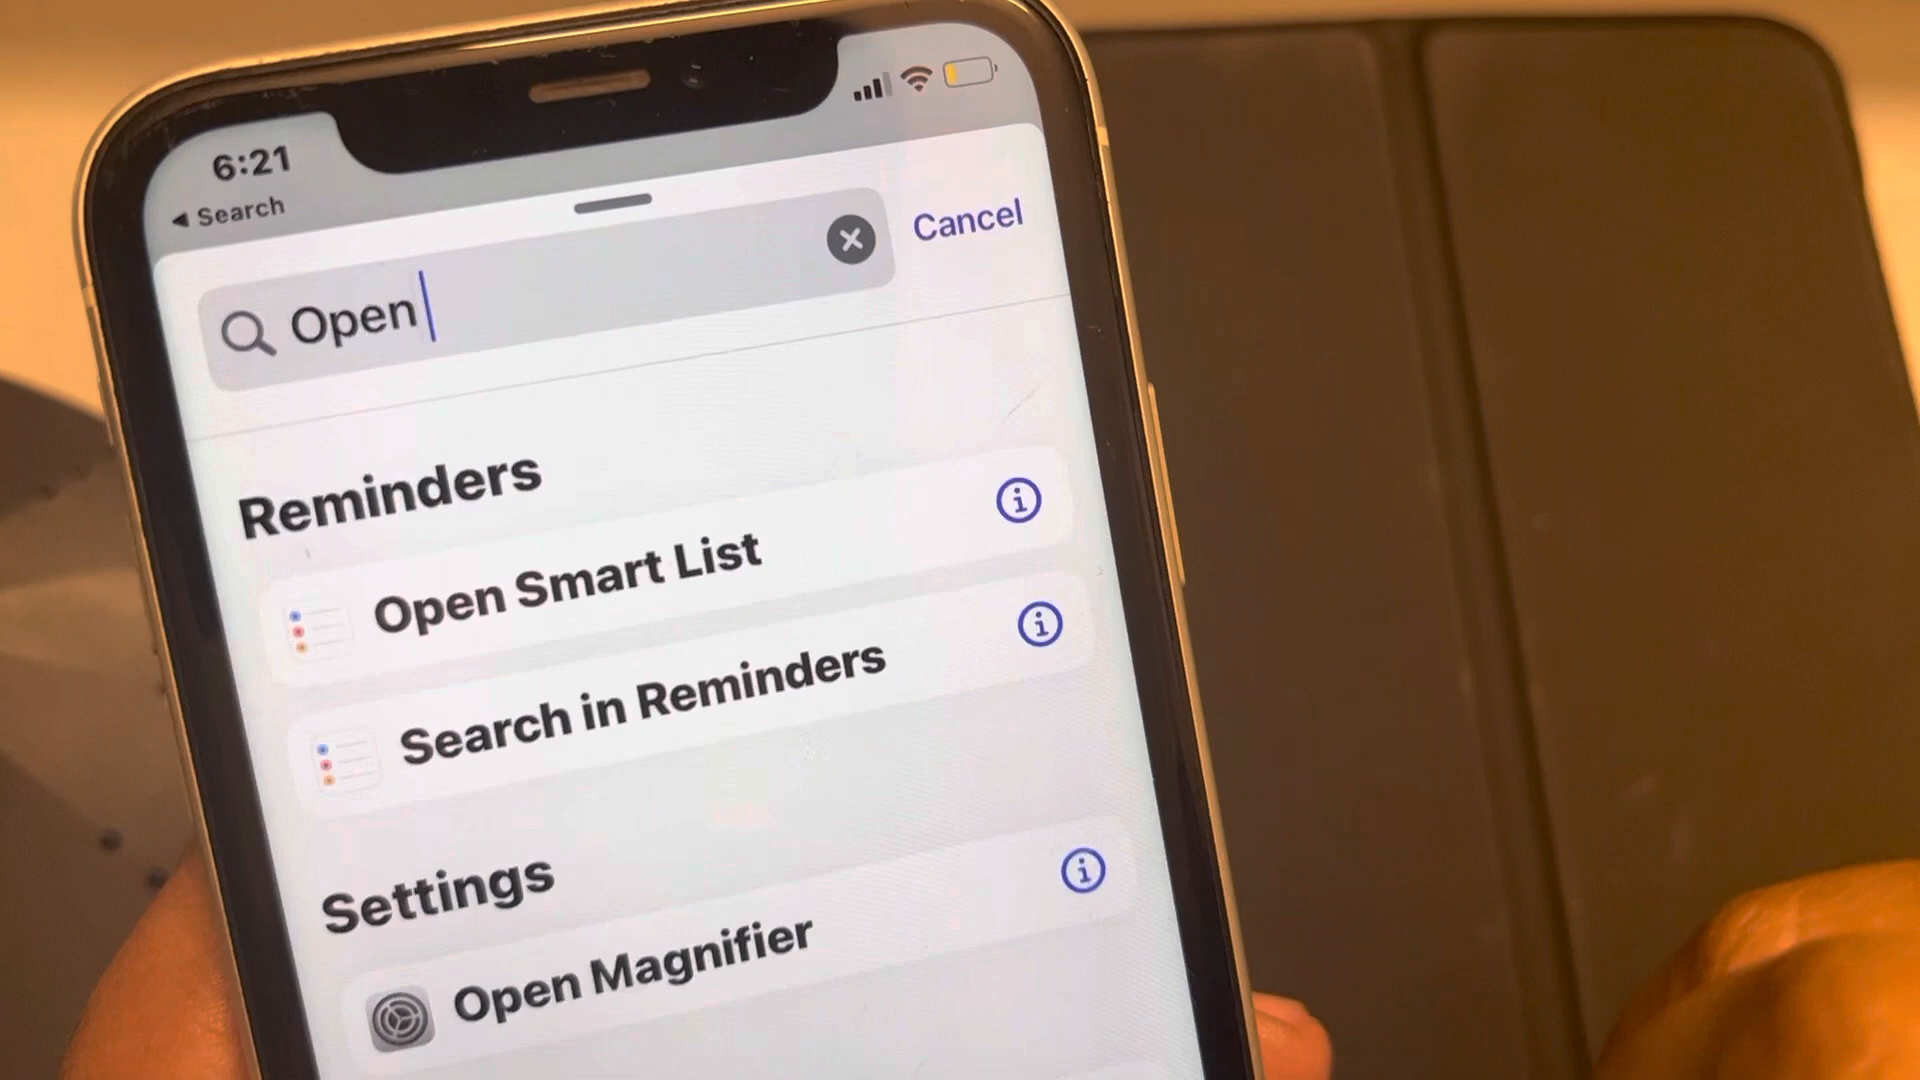 6:21
◀ Search
Open
Cancel
Reminders
Open Smart List
Search in Reminders
Settings
Open Magnifier